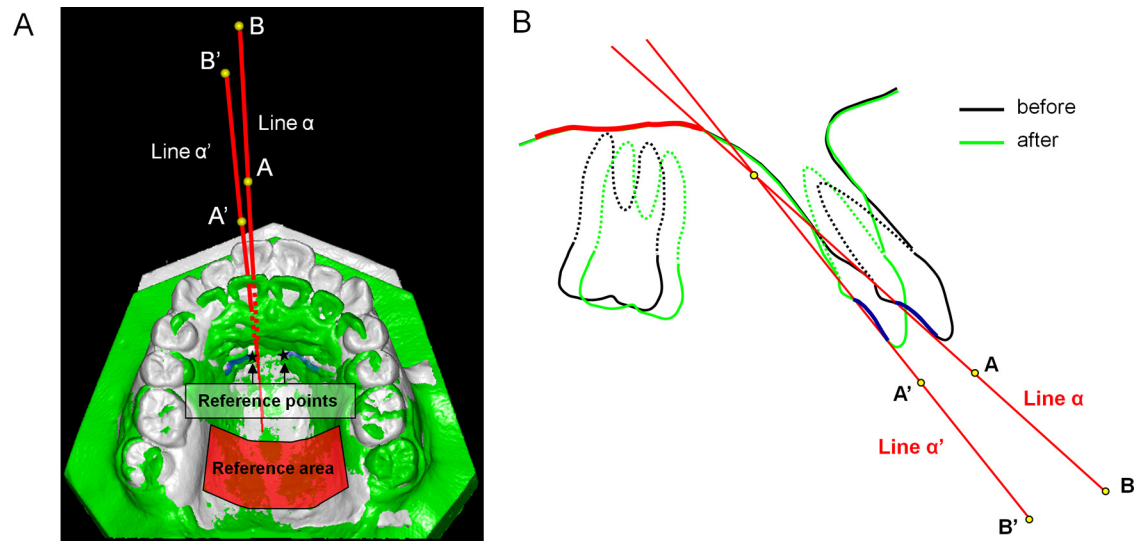 A
B
B’
Line α
Line α’
A
A’
Reference points
Reference area
B
before
after
A
A’
Line α
Line α’
B
B’